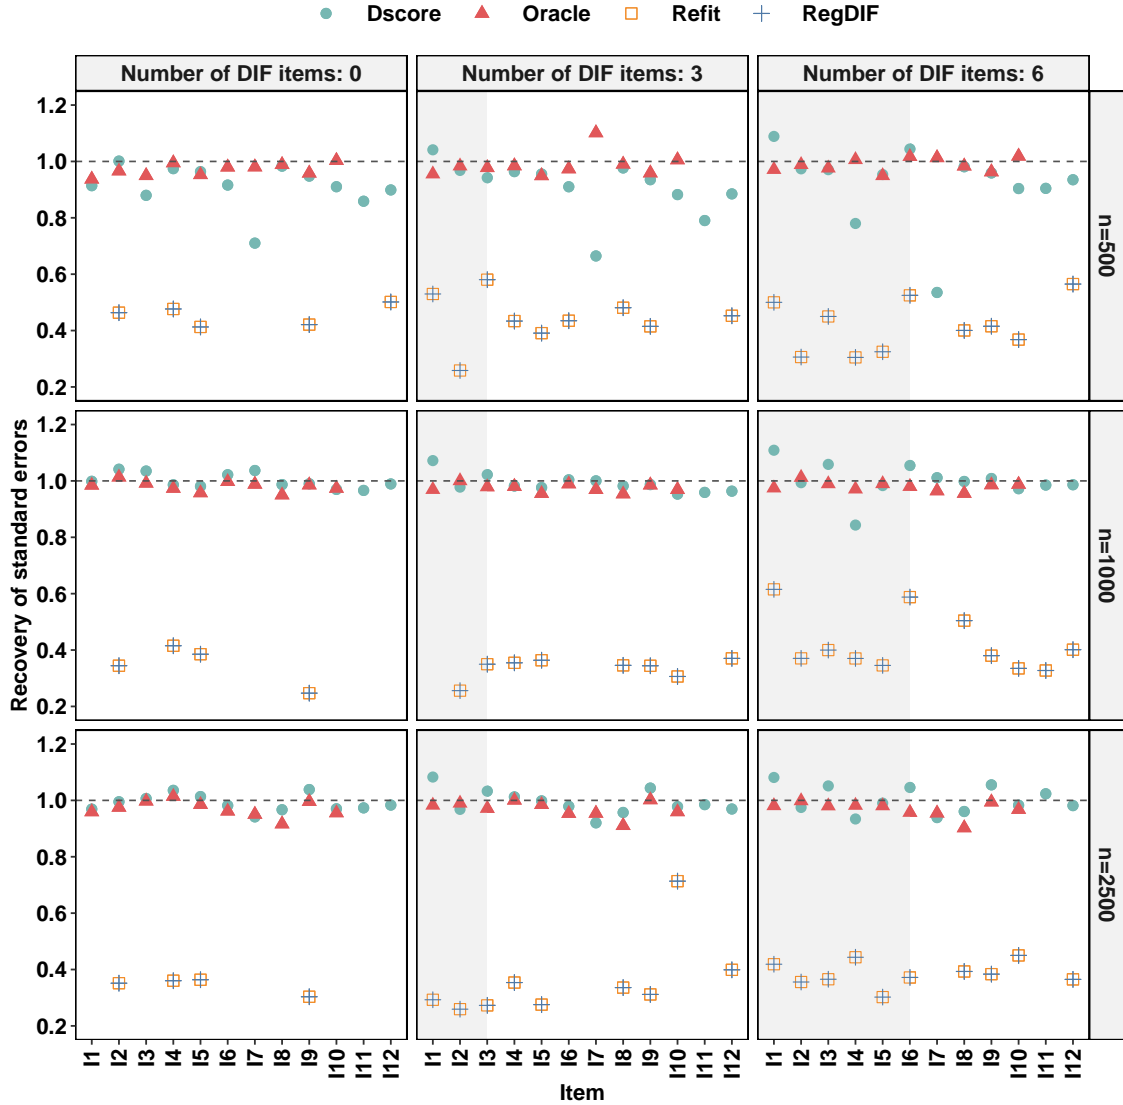 Dscore Oracle Refit RegDIF
Number of DIF items: 0 Number of DIF items: 3 Number of DIF items: 6
1.2
1.0
0.8
0.6
0.4
0.2
n=500
1.2
1.0
0.8
0.6
0.4
0.2
n=1000
1.2
1.0
0.8
0.6
0.4
0.2
n=2500
Recovery of standard errors
I1 I2 I3 I4 I5 I6 I7 I8 I9 I10 I11 I12 I1 I2 I3 I4 I5 I6 I7 I8 I9 I10 I11 I12 I1 I2 I3 I4 I5 I6 I7 I8 I9 I10 I11 I12
Item